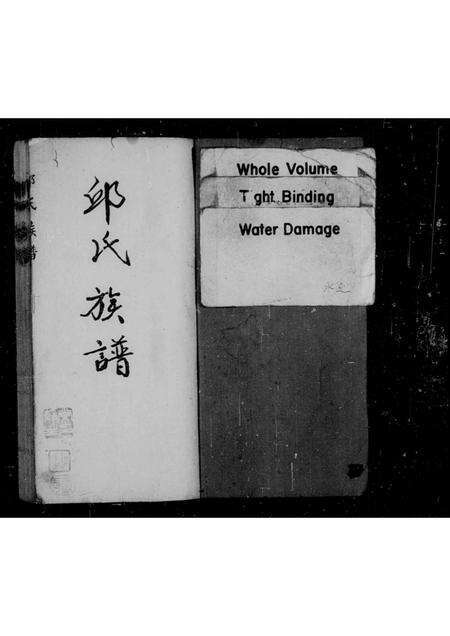 邱氏族譜
Whole Volume
Tight Binding
Water Damage